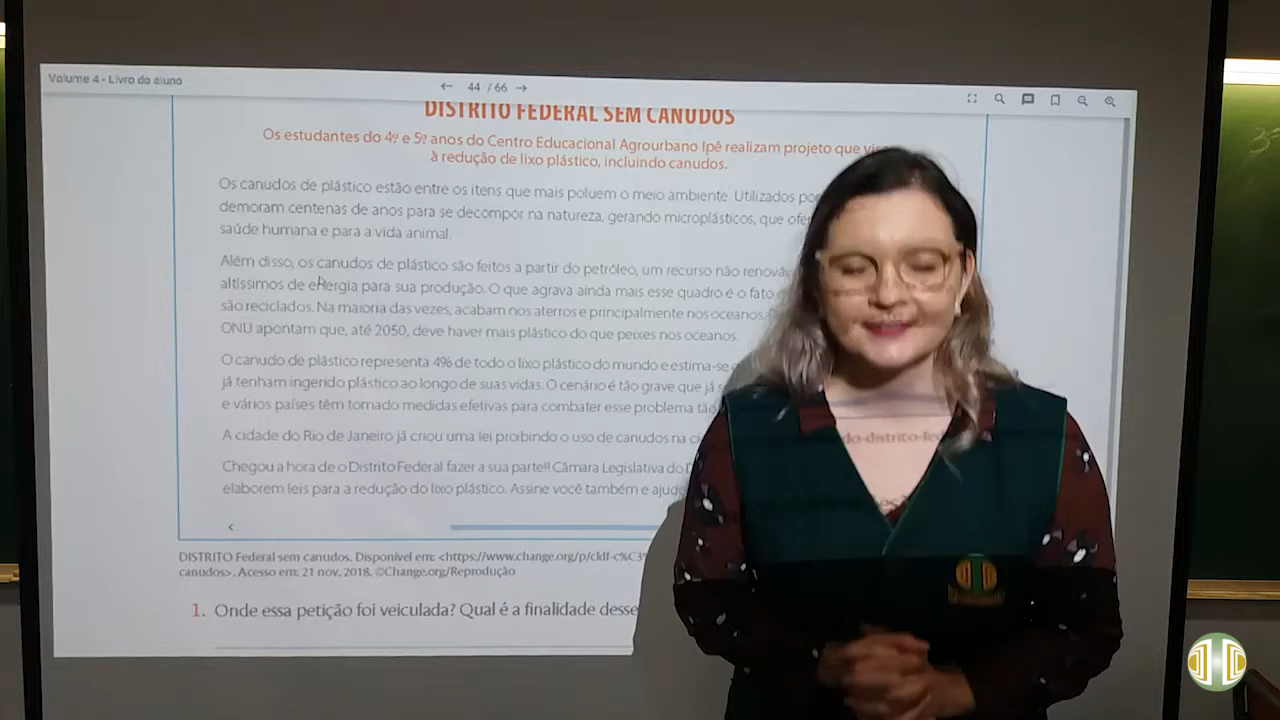 Volume 4 - Livro do aluno
← 44 / 66 →
DISTRITO FEDERAL SEM CANUDOS
Os estudantes do 4º e 5º anos do Centro Educacional Agrourbano Ipê realizam projeto que
à redução de lixo plástico, incluindo canudos.
Os canudos de plástico estão entre os itens que mais poluem o meio ambiente. Utilizados
demoram centenas de anos para se decompor na natureza, gerando microplásticos, que
saúde humana e para a vida animal.
Além disso, os canudos de plástico são feitos a partir do petróleo, um recurso não
altíssimos de energia para sua produção. O que agrava ainda mais esse quadro é o fato
são reciclados. Na maioria das vezes, acabam nos aterros e principalmente nos oceanos.
ONU apontam que, até 2050, deve haver mais plástico do que peixes nos oceanos.
O canudo de plástico representa 4% de todo o lixo plástico do mundo e estima-se
já tenham ingerido plástico ao longo de suas vidas. O cenário é tão grave que já
e vários países têm tomado medidas efetivas para combater esse problema tão
A cidade do Rio de Janeiro já criou uma lei proibindo o uso de canudos na
do-distrito-fe
Chegou a hora de o Distrito Federal fazer a sua parte!! Câmara Legislativa do
elaborem leis para a redução do lixo plástico. Assine você também e
DISTRITO Federal sem canudos. Disponível em: <https://www.change.org/p/cldf-c%C3%
canudos>. Acesso em: 21 nov. 2018. ©Change.org/Reprodução
1. Onde essa petição foi veiculada? Qual é a finalidade desse